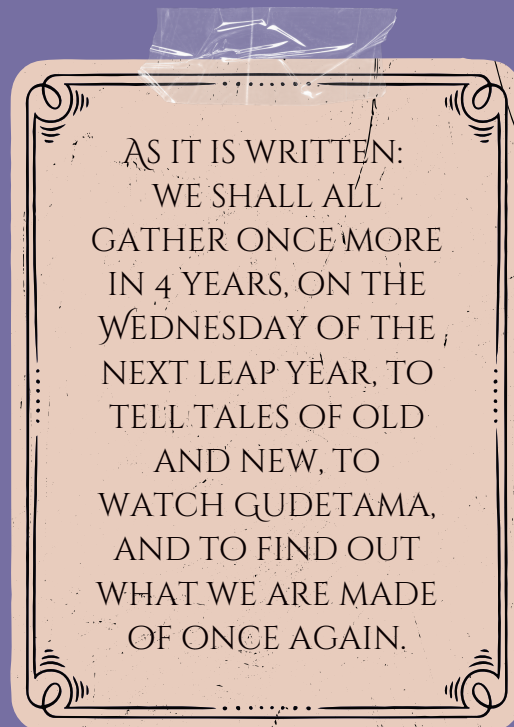 As it is written:
we shall all
gather once more
in 4 years, on the
Wednesday of the
next leap year, to
tell tales of old
and new, to
watch Gudetama,
and to find out
what we are made
of once again.